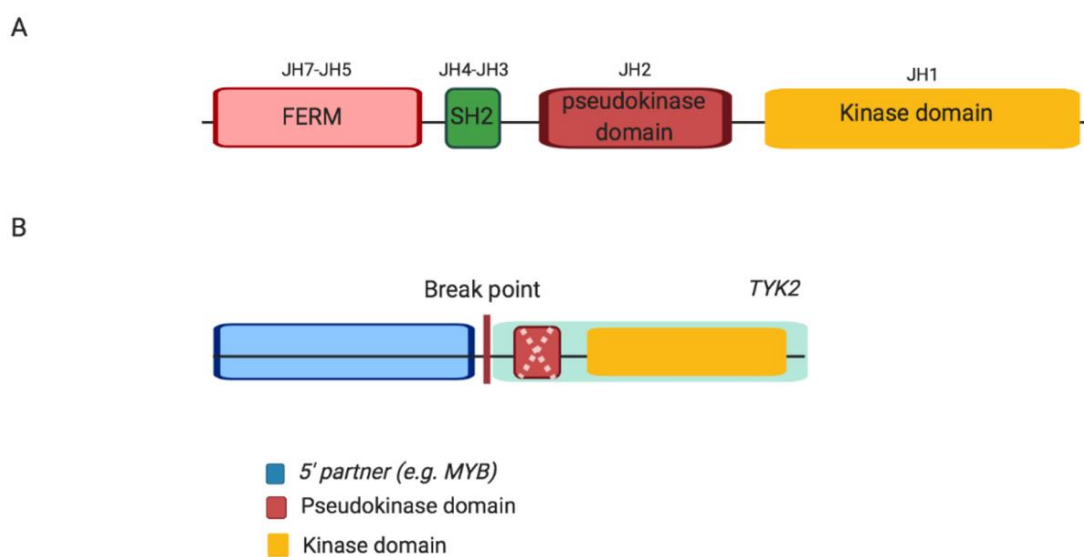 A
JH7-JH5
JH4-JH3
JH2
JH1
FERM
SH2
pseudokinase
domain
Kinase domain
B
Break point
TYK2
5' partner (e.g. MYB)
Pseudokinase domain
Kinase domain